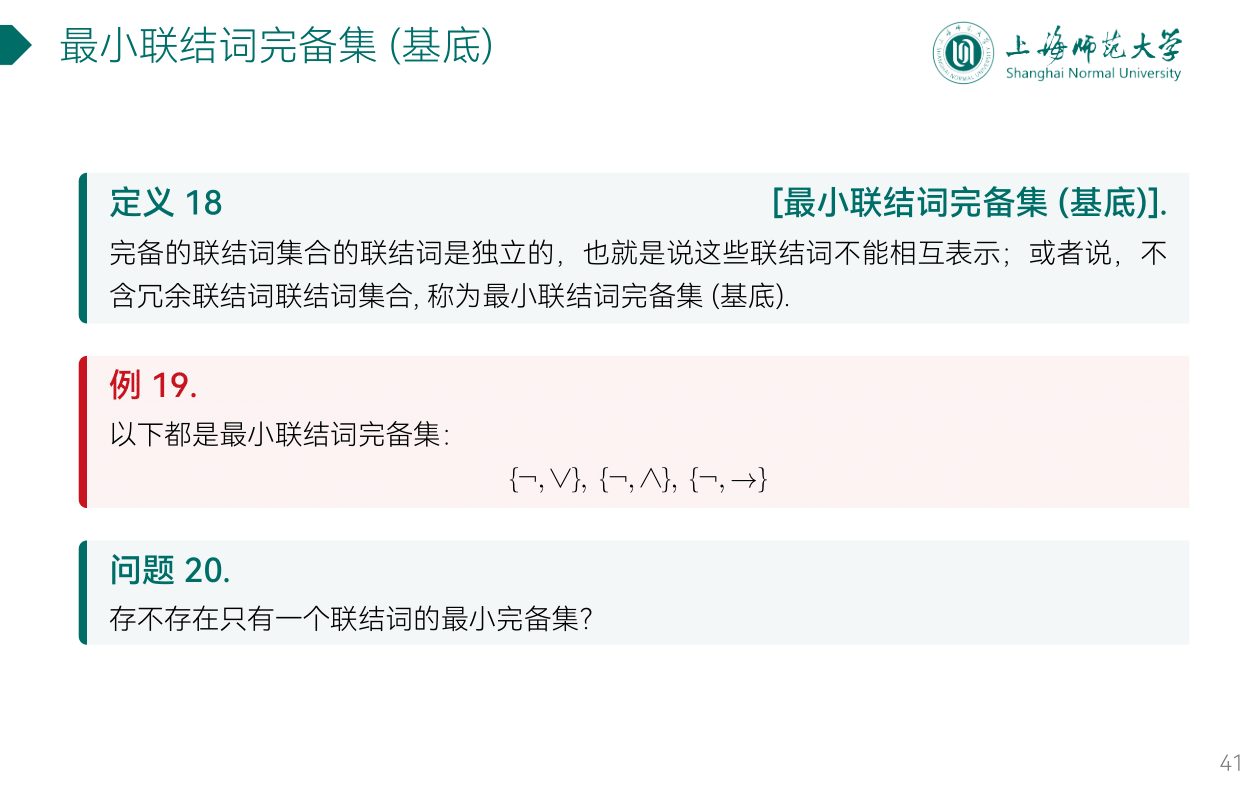 最小联结词完备集 (基底)
上海师范大学
Shanghai Normal University
定义 18 [最小联结词完备集 (基底)].
完备的联结词集合的联结词是独立的，也就是说这些联结词不能相互表示；或者说，不
含冗余联结词联结词集合, 称为最小联结词完备集 (基底).
例 19.
以下都是最小联结词完备集：
{¬, ∨}, {¬, ∧}, {¬, →}
问题 20.
存不存在只有一个联结词的最小完备集？
41